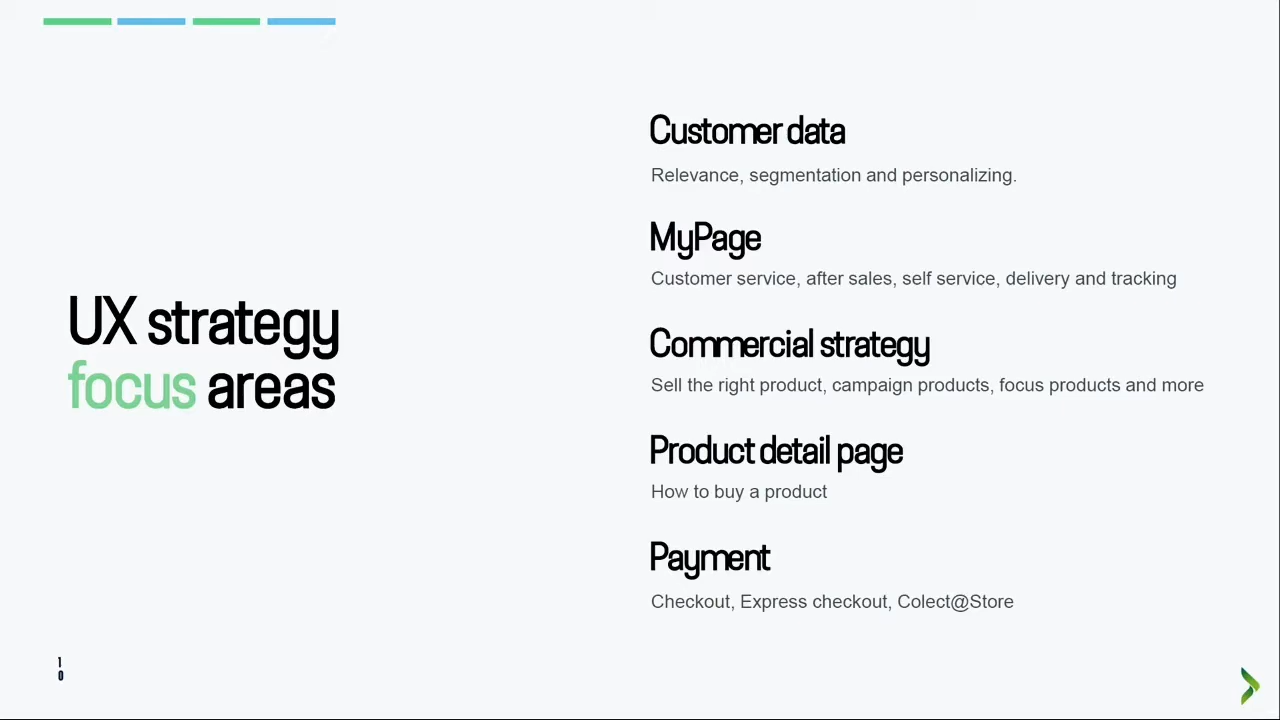 UX strategy
focus areas
Customer data
Relevance, segmentation and personalizing.
MyPage
Customer service, after sales, self service, delivery and tracking
Commercial strategy
Sell the right product, campaign products, focus products and more
Product detail page
How to buy a product
Payment
Checkout, Express checkout, Colect@Store
1
0